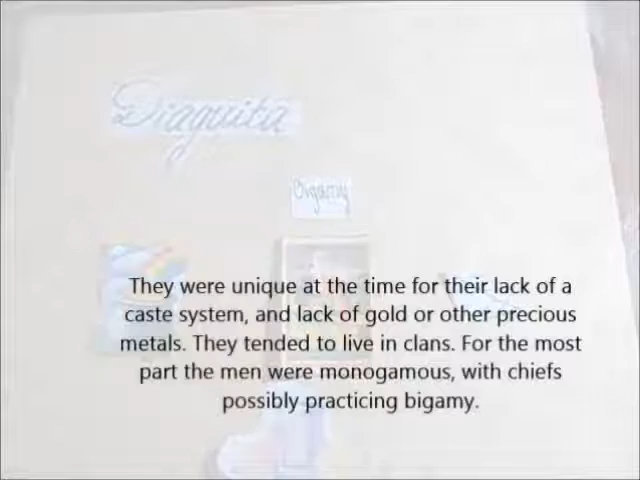 Diaguita
Bigamy
They were unique at the time for their lack of a
caste system, and lack of gold or other precious
metals. They tended to live in clans. For the most
part the men were monogamous, with chiefs
possibly practicing bigamy.